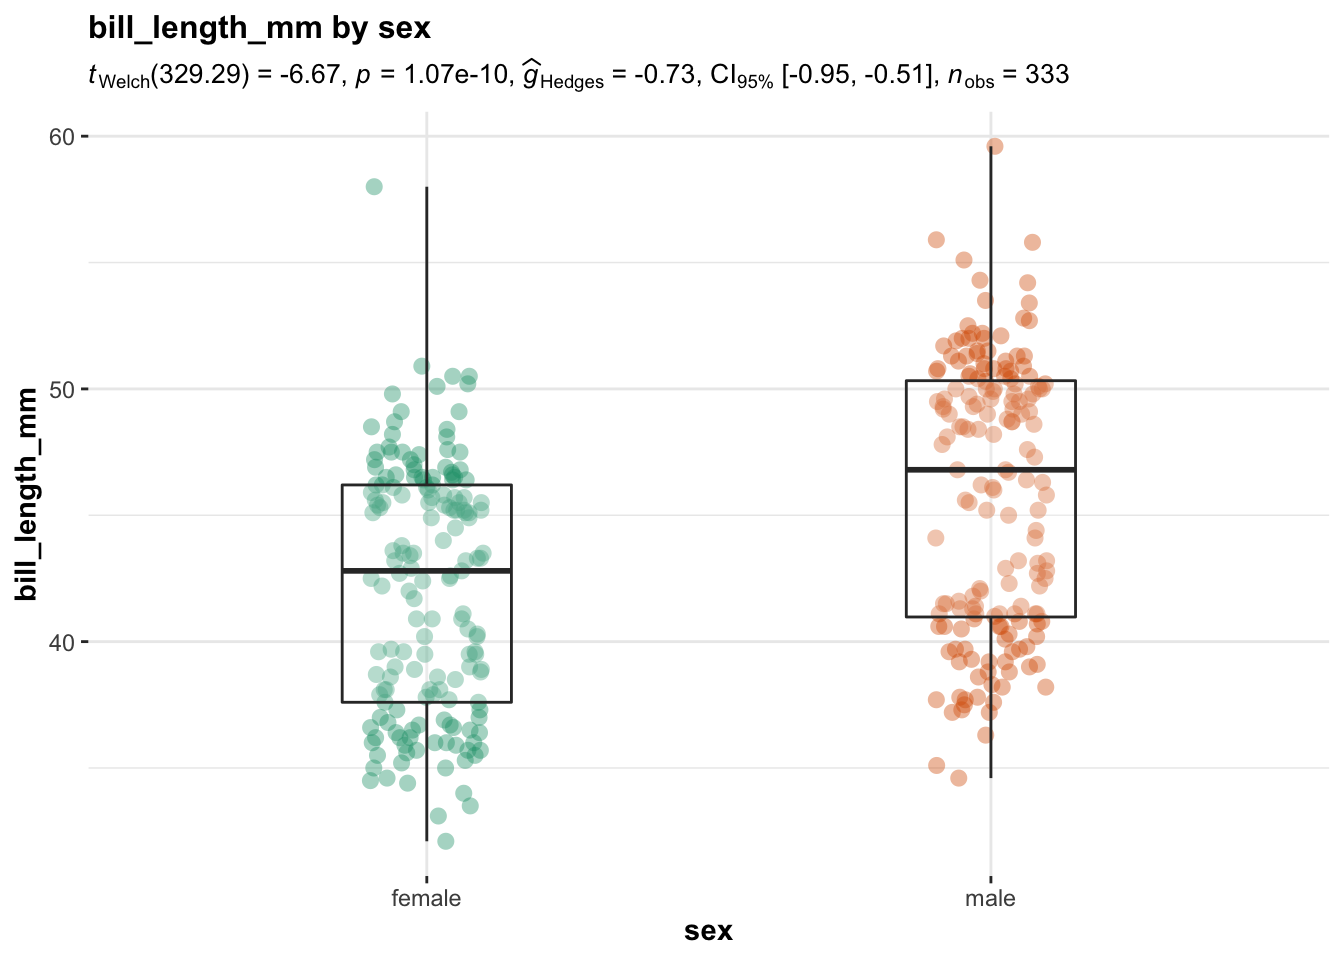 bill_length_mm by sex
tWelch(329.29) = -6.67, p = 1.07e-10, ĝHedges = -0.73, CI95% [-0.95, -0.51], nobs = 333
60
50
40
bill_length_mm
female
male
sex